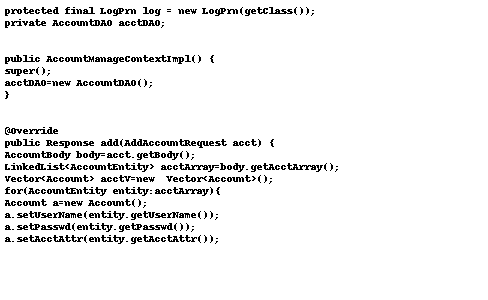 protected final LogPrn log = new LogPrn(getClass());
private AccountDAO acctDAO;
public AccountManageContextImpl() {
super();
acctDAO=new AccountDAO();
}
@Override
public Response add(AddAccountRequest acct) {
AccountBody body=acct.getBody();
LinkedList<AccountEntity> acctArray=body.getAcctArray();
Vector<Account> acctV=new  Vector<Account>();
for(AccountEntity entity:acctArray){
Account a=new Account();
a.setUserName(entity.getUserName());
a.setPasswd(entity.getPasswd());
a.setAcctAttr(entity.getAcctAttr());